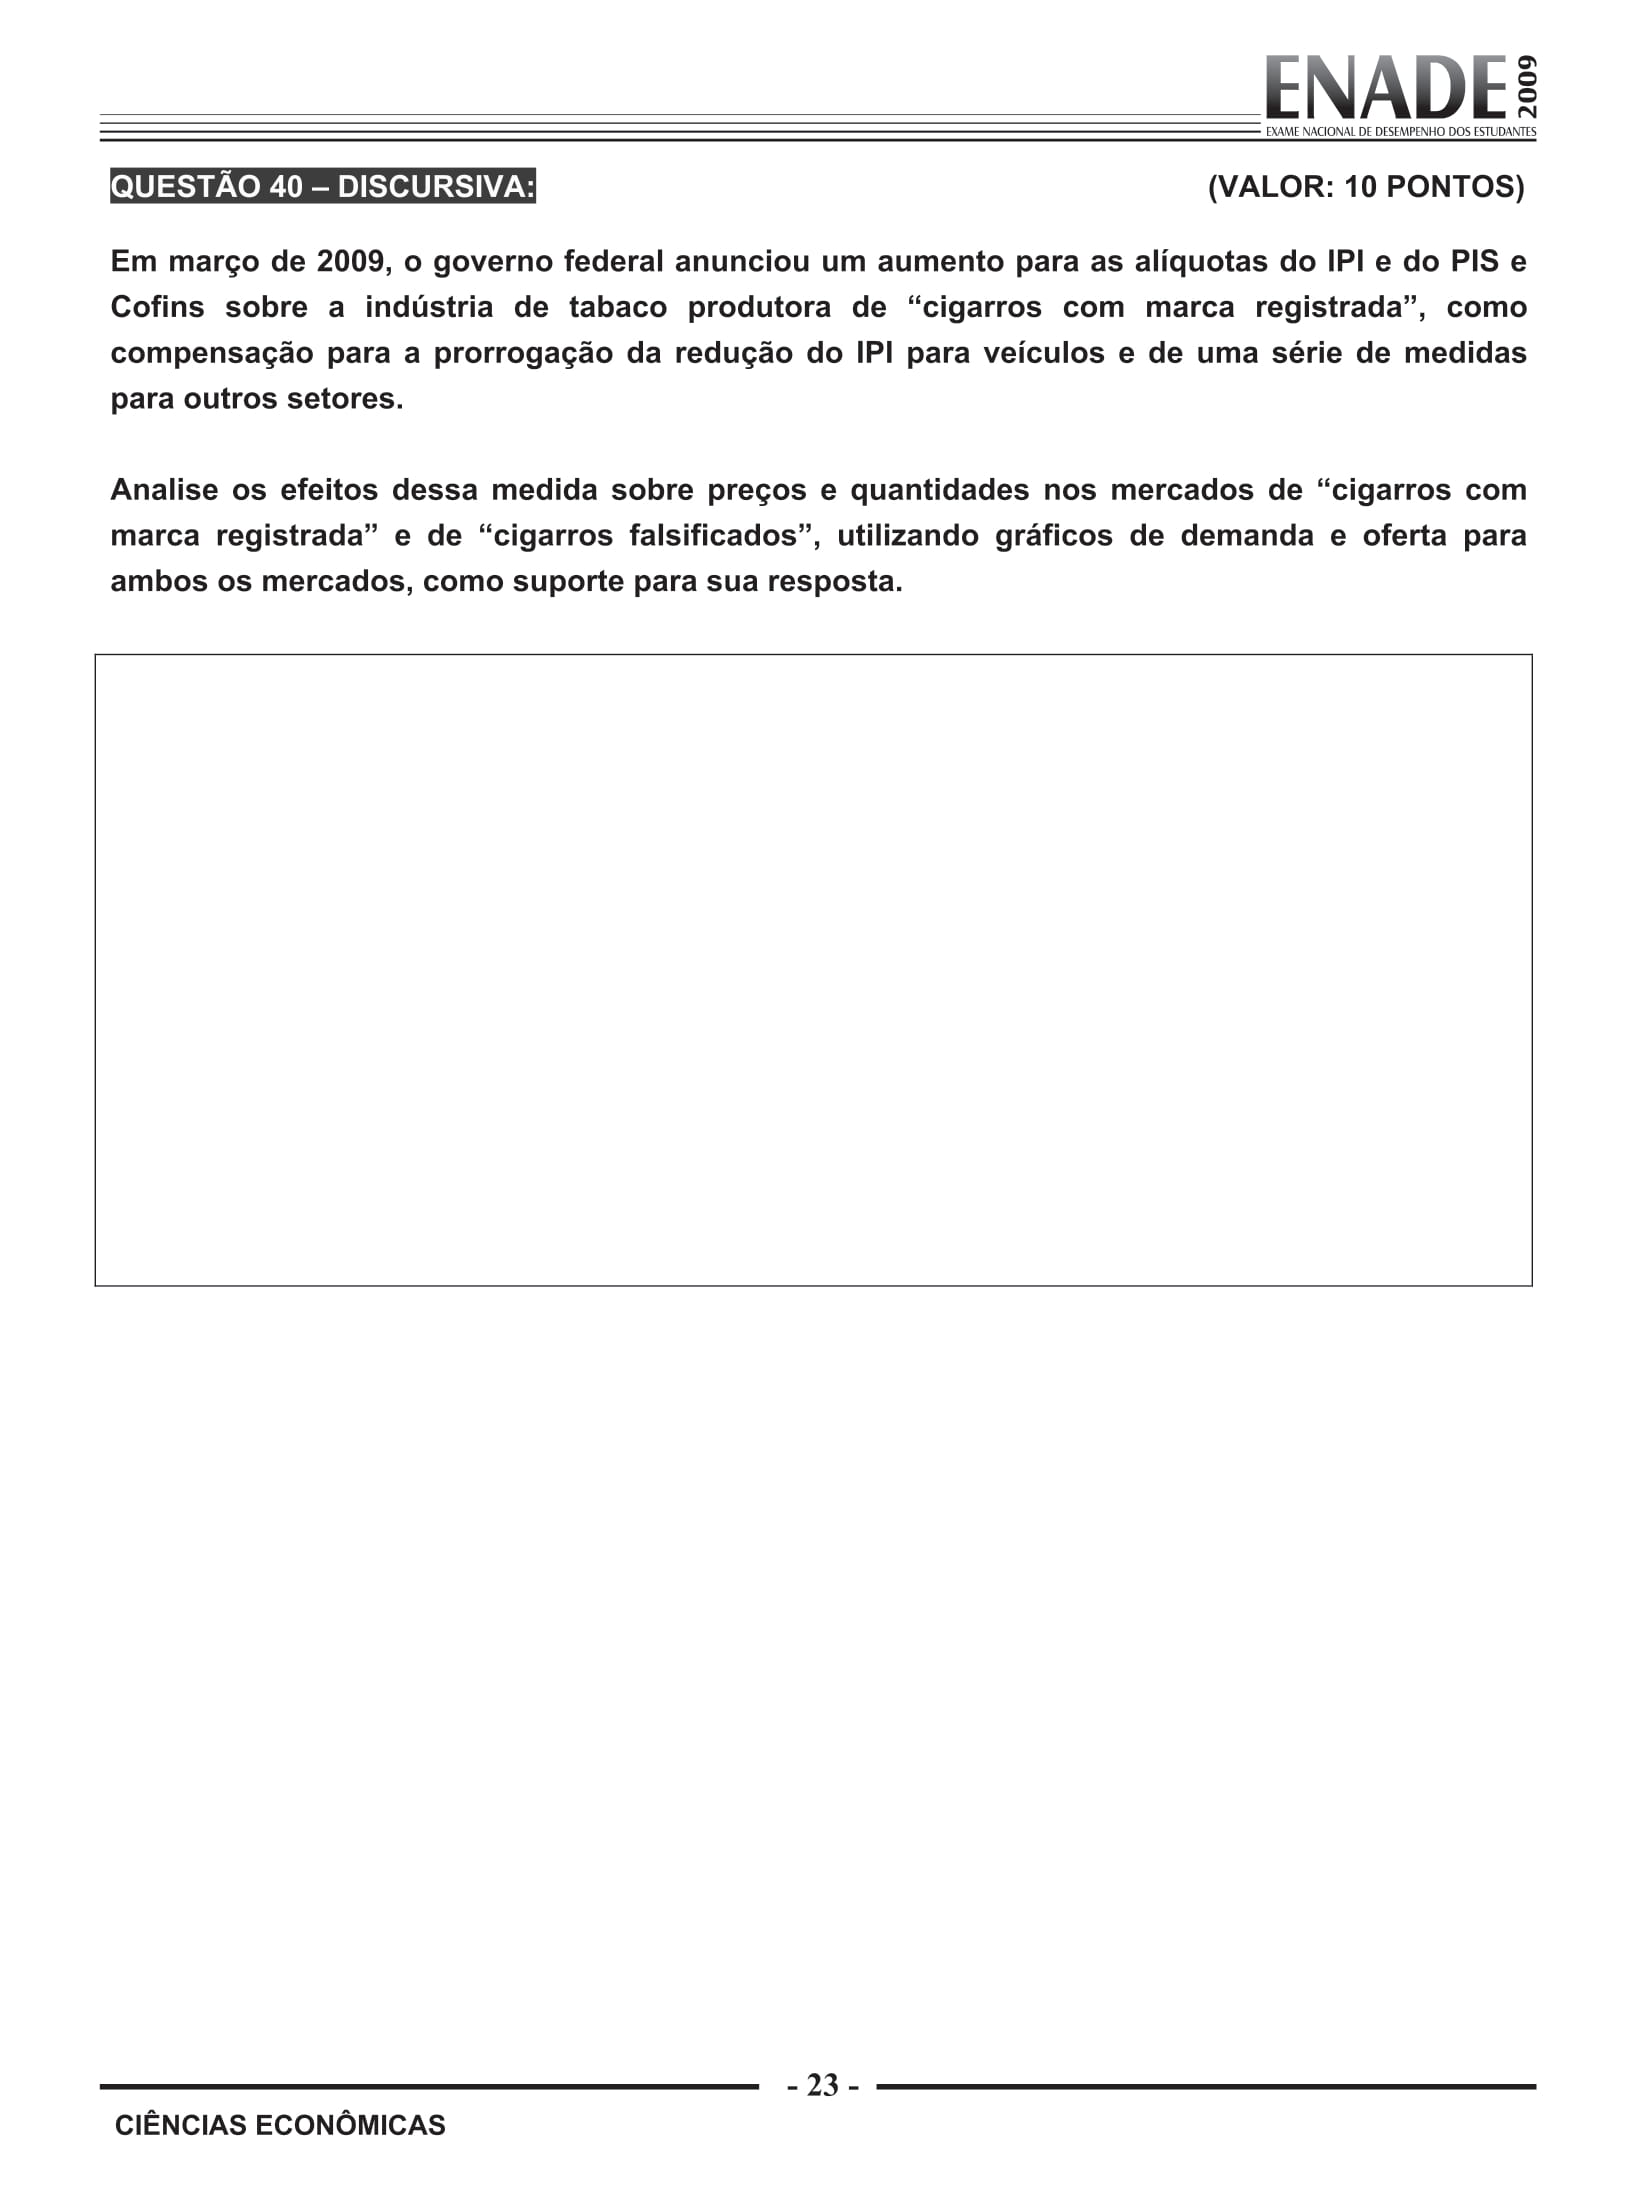 ENADE 2009
EXAME NACIONAL DE DESEMPENHO DOS ESTUDANTES
QUESTÃO 40 – DISCURSIVA: (VALOR: 10 PONTOS)
Em março de 2009, o governo federal anunciou um aumento para as alíquotas do IPI e do PIS e
Cofins sobre a indústria de tabaco produtora de “cigarros com marca registrada”, como
compensação para a prorrogação da redução do IPI para veículos e de uma série de medidas
para outros setores.
Analise os efeitos dessa medida sobre preços e quantidades nos mercados de “cigarros com
marca registrada” e de “cigarros falsificados”, utilizando gráficos de demanda e oferta para
ambos os mercados, como suporte para sua resposta.
- 23 -
CIÊNCIAS ECONÔMICAS